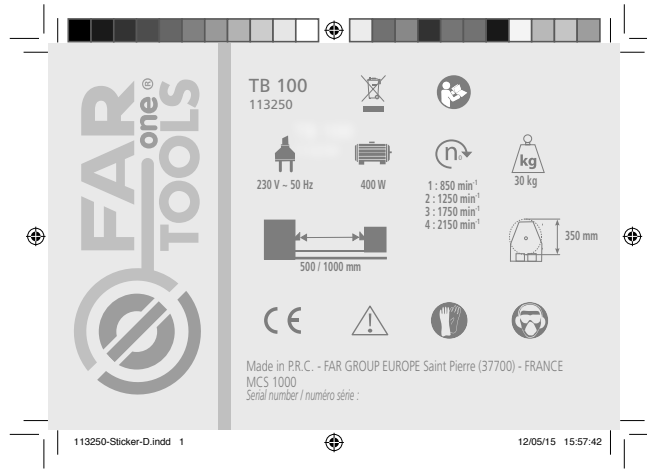 FAR
one®
TOOLS
TB 100
113250
230 V ~ 50 Hz
400 W
n₀
1 : 850 min⁻¹
2 : 1250 min⁻¹
3 : 1750 min⁻¹
4 : 2150 min⁻¹
kg
30 kg
500 / 1000 mm
350 mm
CE
Made in P.R.C. - FAR GROUP EUROPE Saint Pierre (37700) - FRANCE
MCS 1000
Serial number / numéro série :
113250-Sticker-D.indd 1
12/05/15 15:57:42